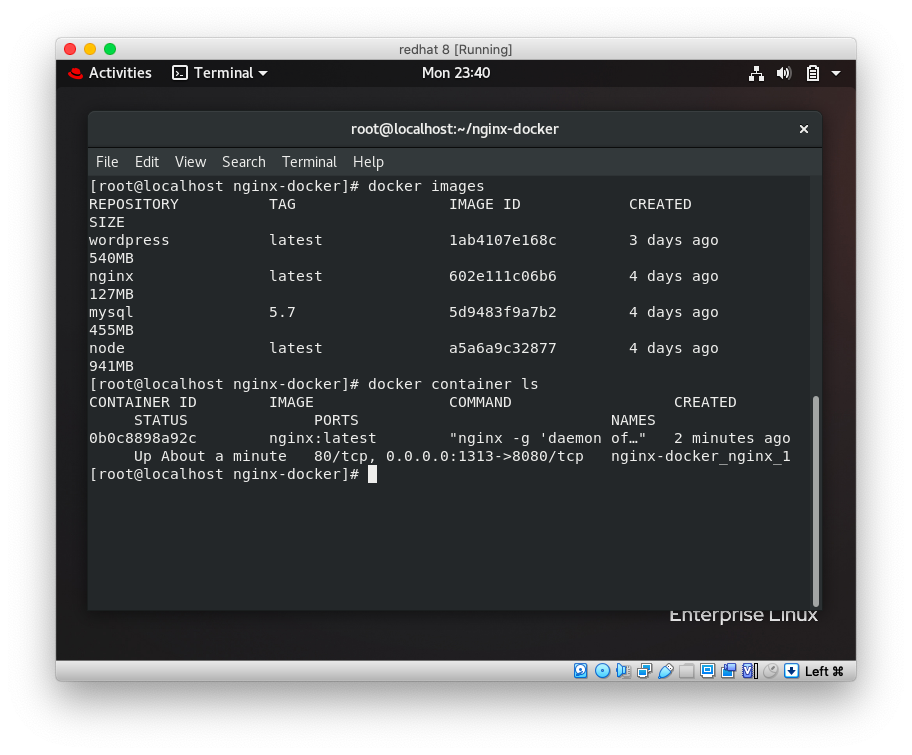 redhat 8 [Running]
Activities Terminal Mon 23:40
root@localhost:~/nginx-docker ×
File Edit View Search Terminal Help
[root@localhost nginx-docker]# docker images
REPOSITORY TAG IMAGE ID CREATED
SIZE
wordpress latest 1ab4107e168c 3 days ago
540MB
nginx latest 602e111c06b6 4 days ago
127MB
mysql 5.7 5d9483f9a7b2 4 days ago
455MB
node latest a5a6a9c32877 4 days ago
941MB
[root@localhost nginx-docker]# docker container ls
CONTAINER ID IMAGE COMMAND CREATED
STATUS PORTS NAMES
0b0c8898a92c nginx:latest "nginx -g 'daemon of…" 2 minutes ago
Up About a minute 80/tcp, 0.0.0.0:1313->8080/tcp nginx-docker_nginx_1
[root@localhost nginx-docker]#
Enterprise Linux
Left ⌘